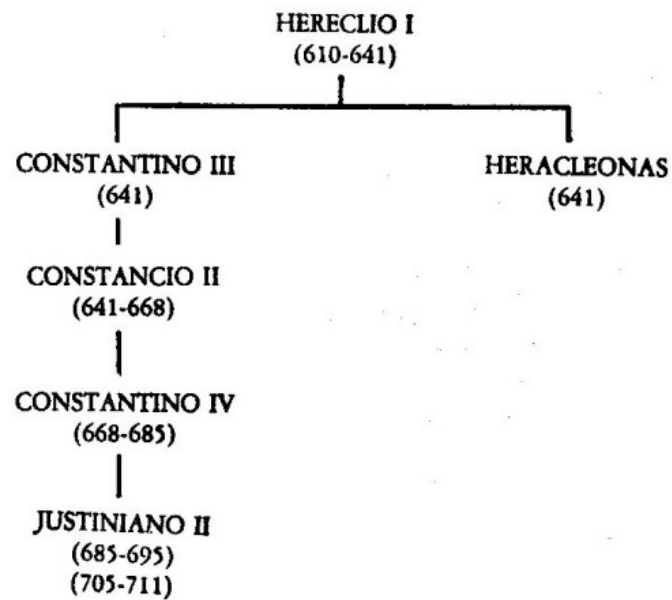 HERECLIO I
(610-641)
CONSTANTINO III
(641)
HERACLEONAS
(641)
CONSTANCIO II
(641-668)
CONSTANTINO IV
(668-685)
JUSTINIANO II
(685-695)
(705-711)